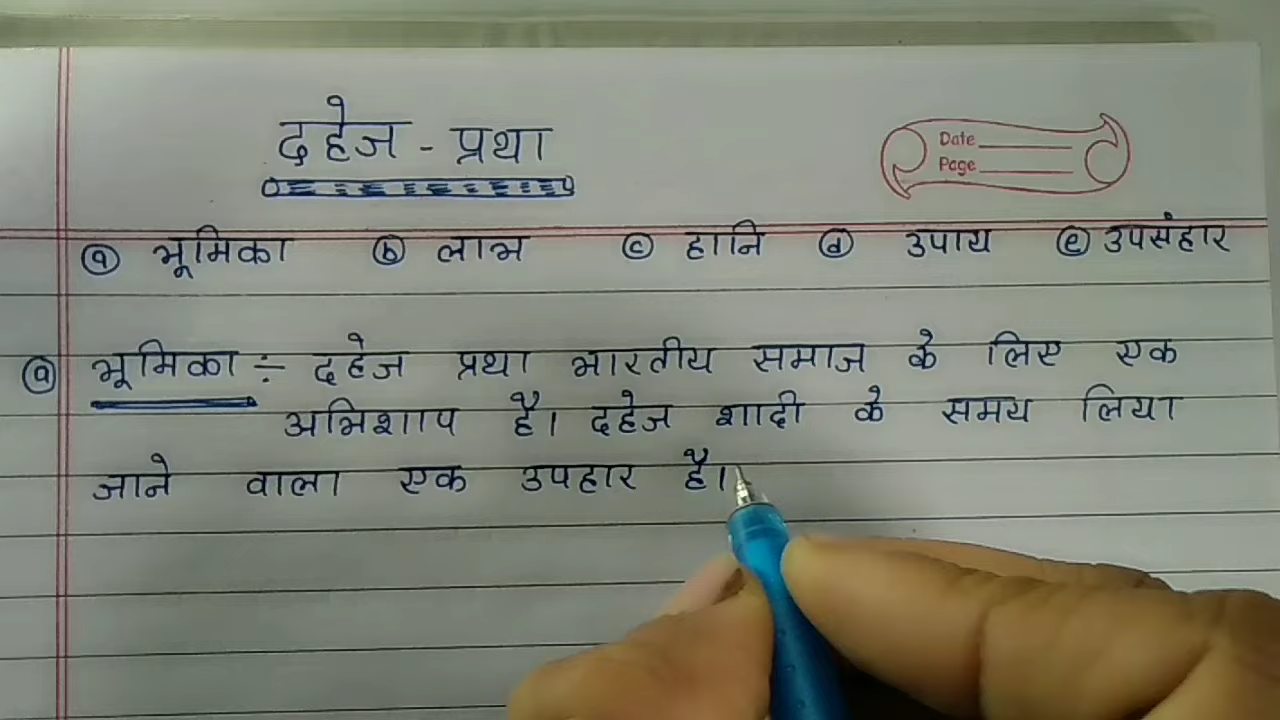 दहेज - प्रथा
Date
Page
ⓐ भूमिका ⓑ लाभ ⓒ हानि ⓓ उपाय ⓔ उपसंहार
ⓐ भूमिका ÷ दहेज प्रथा भारतीय समाज के लिए एक
अभिशाप है। दहेज शादी के समय लिया
जाने वाला एक उपहार है।